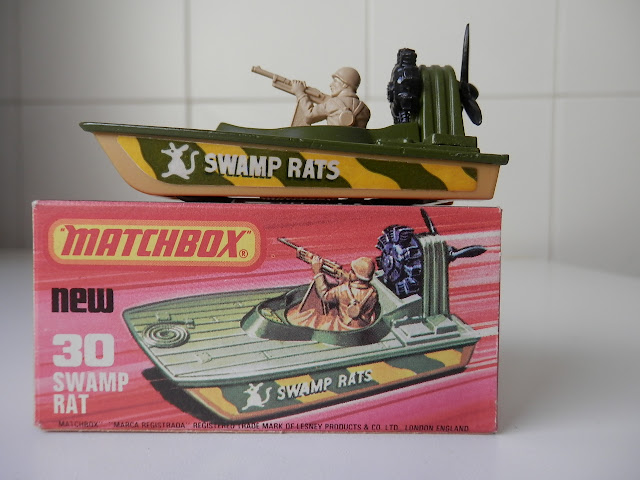 SWAMP RATS
"MATCHBOX"®
new
30
SWAMP
RAT
SWAMP RATS
MATCHBOX MARCA REGISTRADA REGISTERED TRADE MARK OF LESNEY PRODUCTS & CO. LTD., LONDON ENGLAND